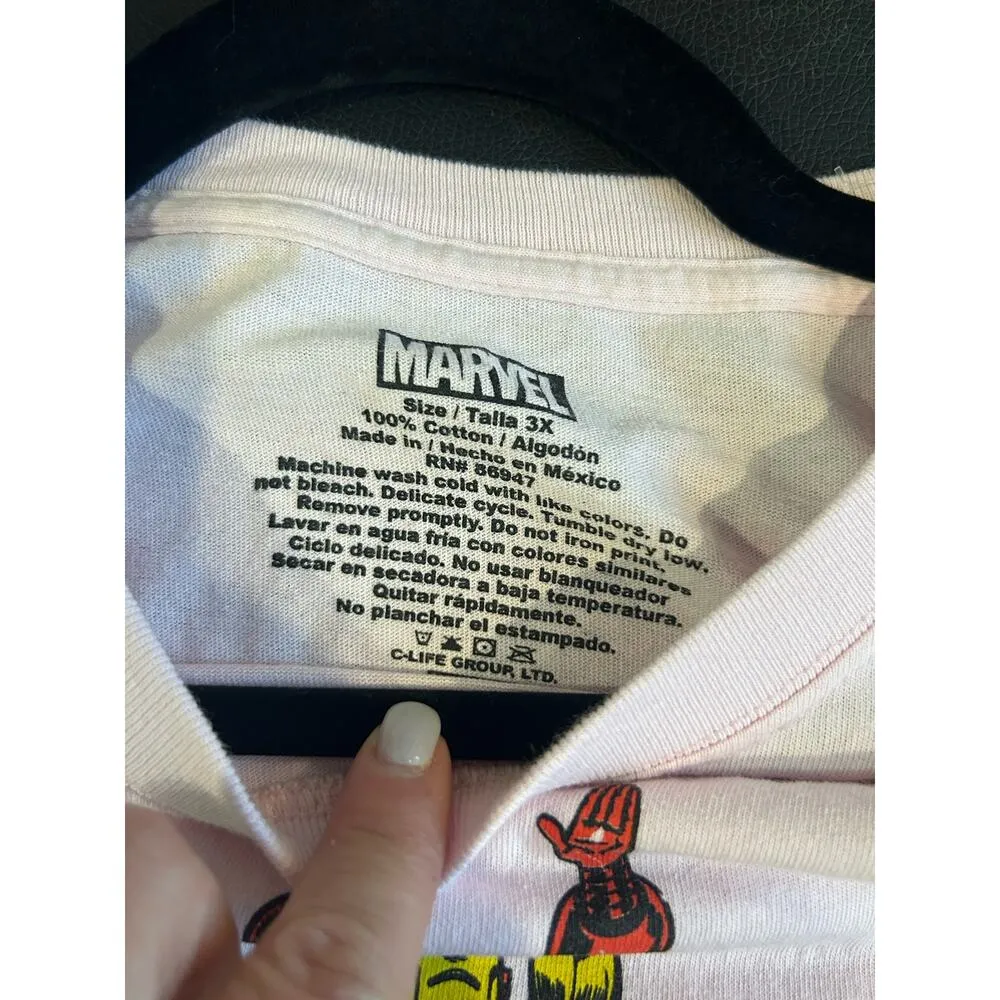 MARVEL
Size / Talla 3X
100% Cotton / Algodón
Made in / Hecho en México
RN# 86947
Machine wash cold with like colors. Do
not bleach. Delicate cycle. Tumble dry low.
Remove promptly. Do not iron print.
Lavar en agua fría con colores similares
Ciclo delicado. No usar blanqueador
Secar en secadora a baja temperatura.
Quitar rápidamente.
No planchar el estampado.
C-LIFE GROUP, LTD.